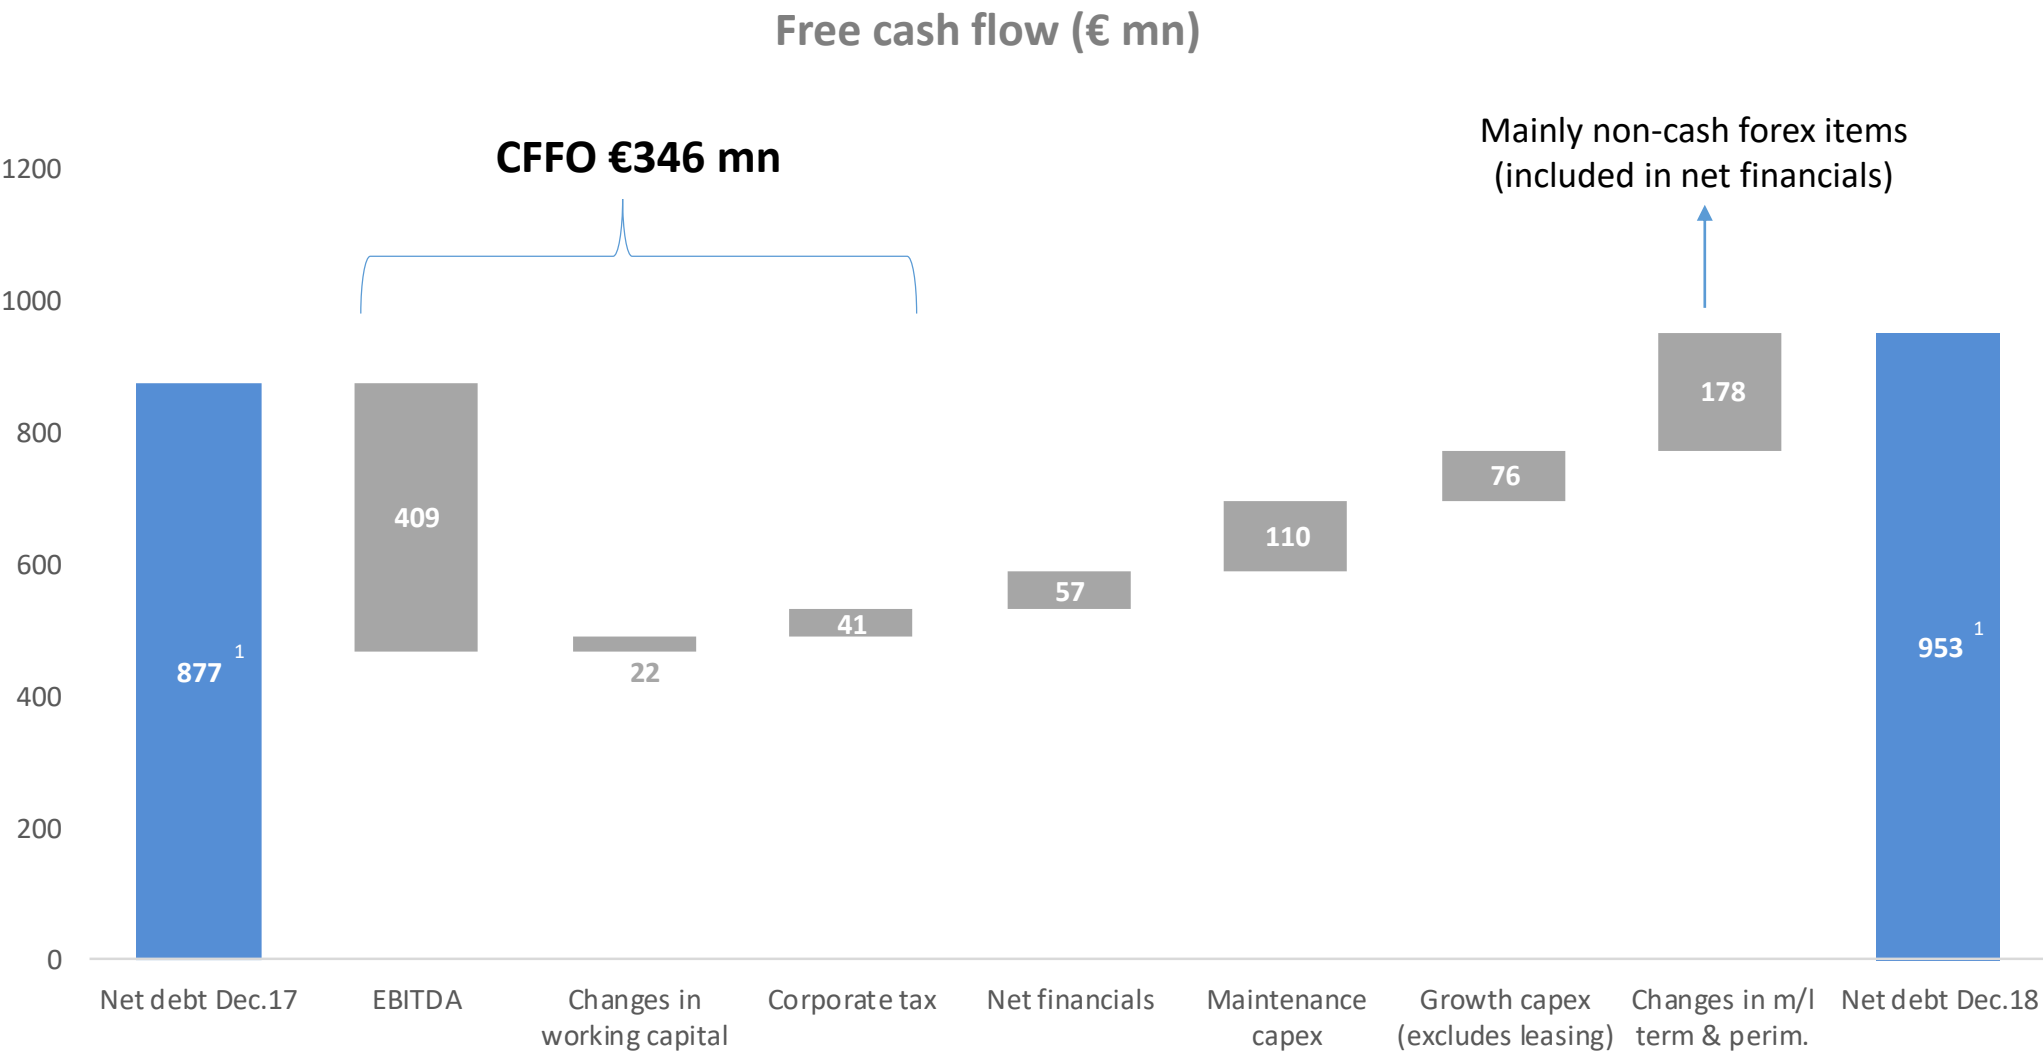 Free cash flow (€ mn)
CFFO €346 mn
Mainly non-cash forex items
(included in net financials)
1200
1000
800
600
400
200
0
877 1
409
22
41
57
110
76
178
953 1
Net debt Dec.17
EBITDA
Changes in
working capital
Corporate tax
Net financials
Maintenance
capex
Growth capex
(excludes leasing)
Changes in m/l
term & perim.
Net debt Dec.18